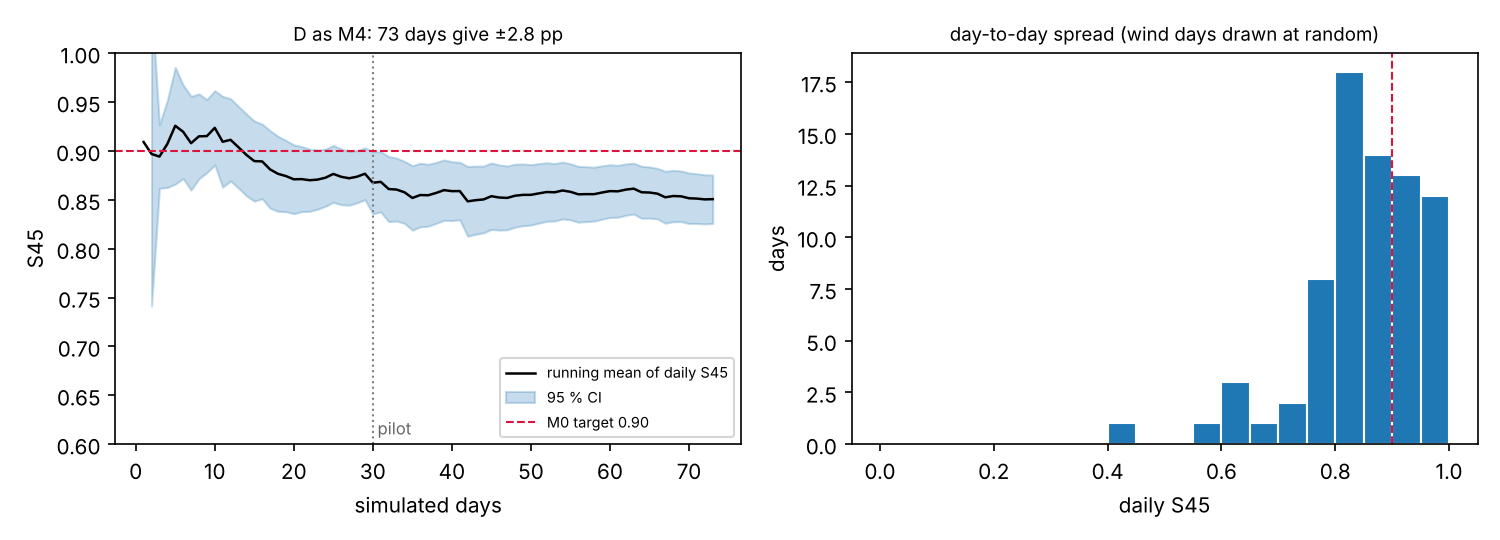 D as M4: 73 days give ±2.8 pp
S45
1.00
0.95
0.90
0.85
0.80
0.75
0.70
0.65
0.60
pilot
running mean of daily S45
95 % CI
M0 target 0.90
0 10 20 30 40 50 60 70
simulated days
day-to-day spread (wind days drawn at random)
days
17.5
15.0
12.5
10.0
7.5
5.0
2.5
0.0
0.0 0.2 0.4 0.6 0.8 1.0
daily S45